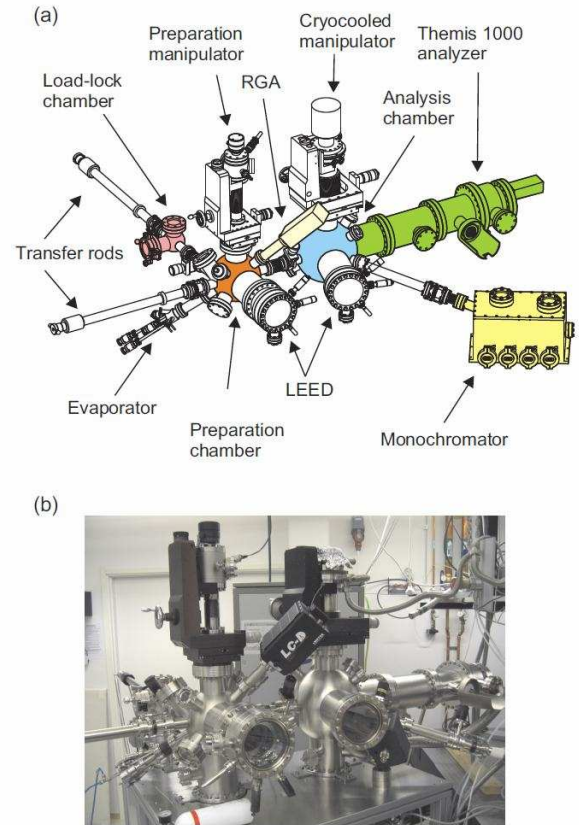 (a)
Preparation
manipulator
Cryocooled
manipulator
Themis 1000
analyzer
Load-lock
chamber
RGA
Analysis
chamber
Transfer rods
Evaporator
LEED
Preparation
chamber
Monochromator
(b)
LC-D